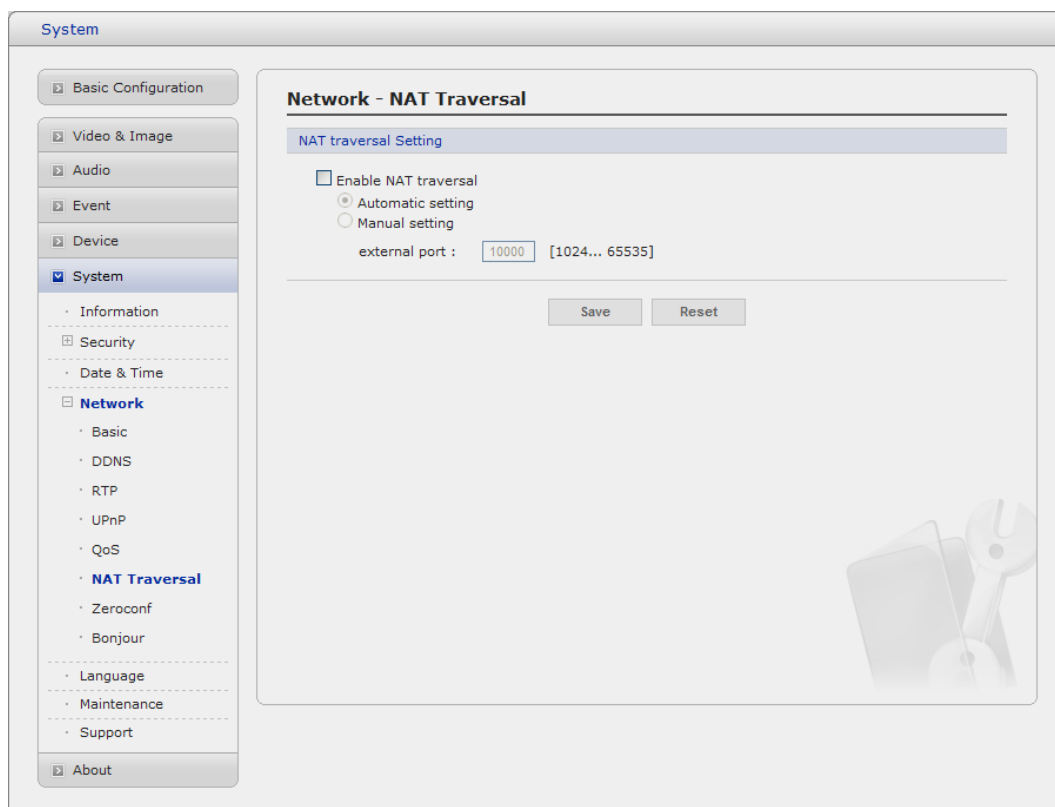 System
Basic Configuration
Video & Image
Audio
Event
Device
System
Information
Security
Date & Time
Network
Basic
DDNS
RTP
UPnP
QoS
NAT Traversal
Zeroconf
Bonjour
Language
Maintenance
Support
About
Network - NAT Traversal
NAT traversal Setting
Enable NAT traversal
Automatic setting
Manual setting
external port : 10000 [1024... 65535]
Save Reset